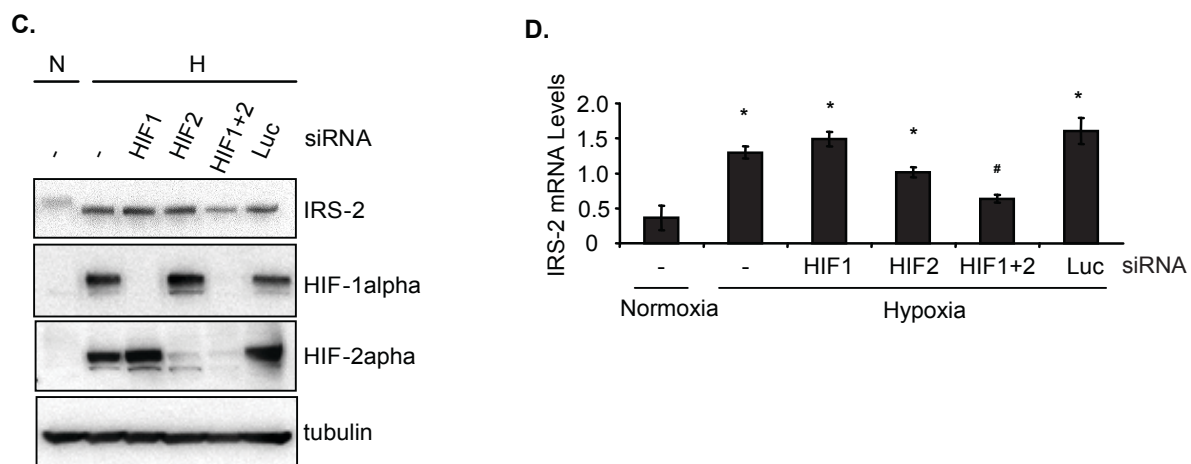 C.
N H
- - HIF1 HIF2 HIF1+2 Luc siRNA
IRS-2
HIF-1alpha
HIF-2apha
tubulin
D.
IRS-2 mRNA Levels
2.0
1.5
1.0
0.5
0
* * * # *
- - HIF1 HIF2 HIF1+2 Luc siRNA
Normoxia Hypoxia